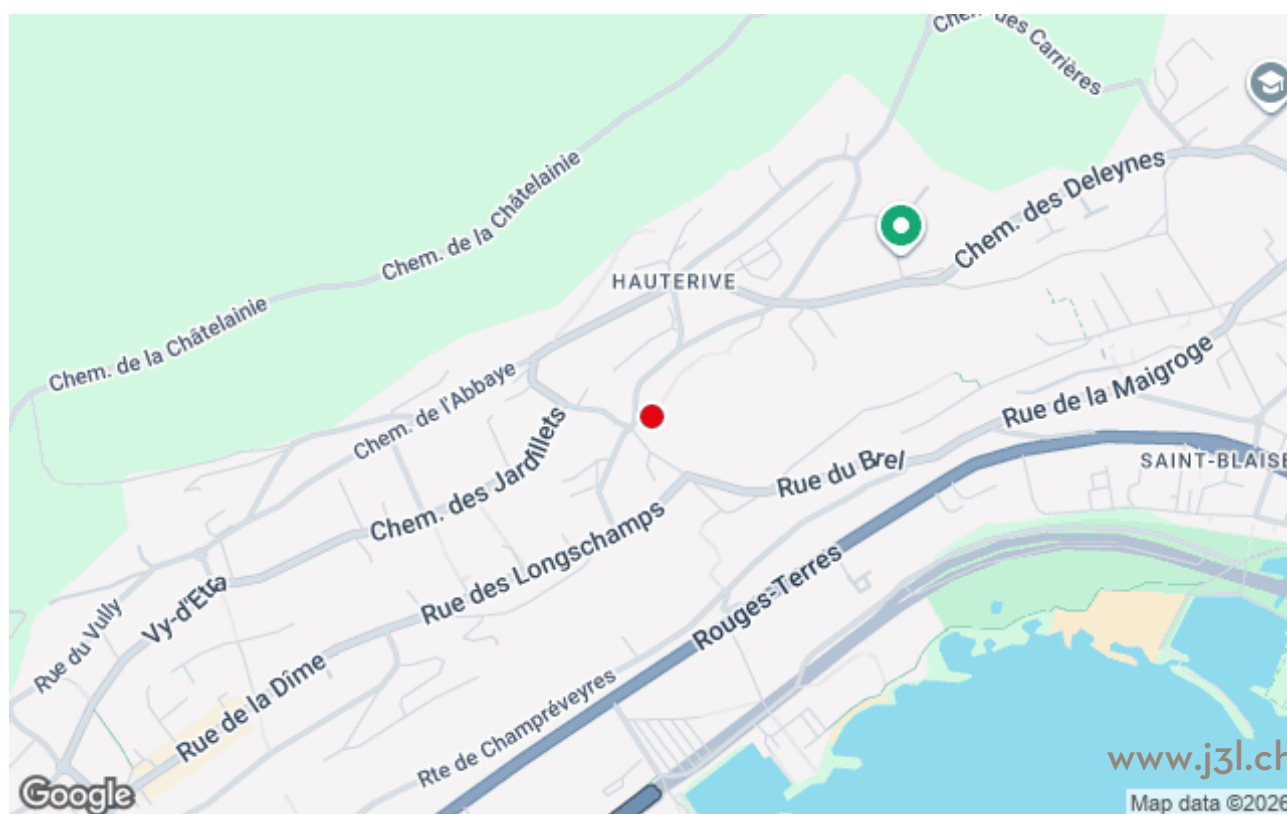 Chem. des Carrières
Chem. des Deleynes
Chem. de la Châtelainie
HAUTERIVE
Chem. de la Châtelainie
Rue de la Maigroge
Chem. de l'Abbaye
Chem. des Jardillets
SAINT-BLAISE
Rue du Brel
Rue des Longschamps
Rouges-Terres
Vy-d'Etra
Rue du Vully
Rue de la Dîme
Rte de Champréveyres
www.j3l.ch
Google
Map data ©2026